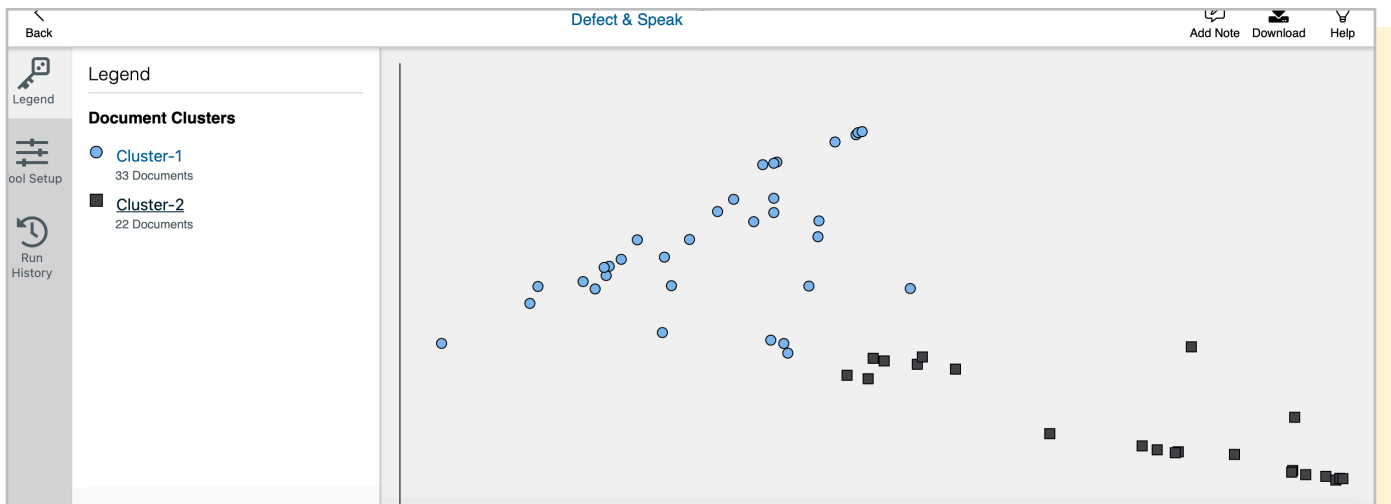 Defect & Speak
Back
Add Note
Download
Help
Legend
ool Setup
Run
History
Legend
Document Clusters
Cluster-1
33 Documents
Cluster-2
22 Documents